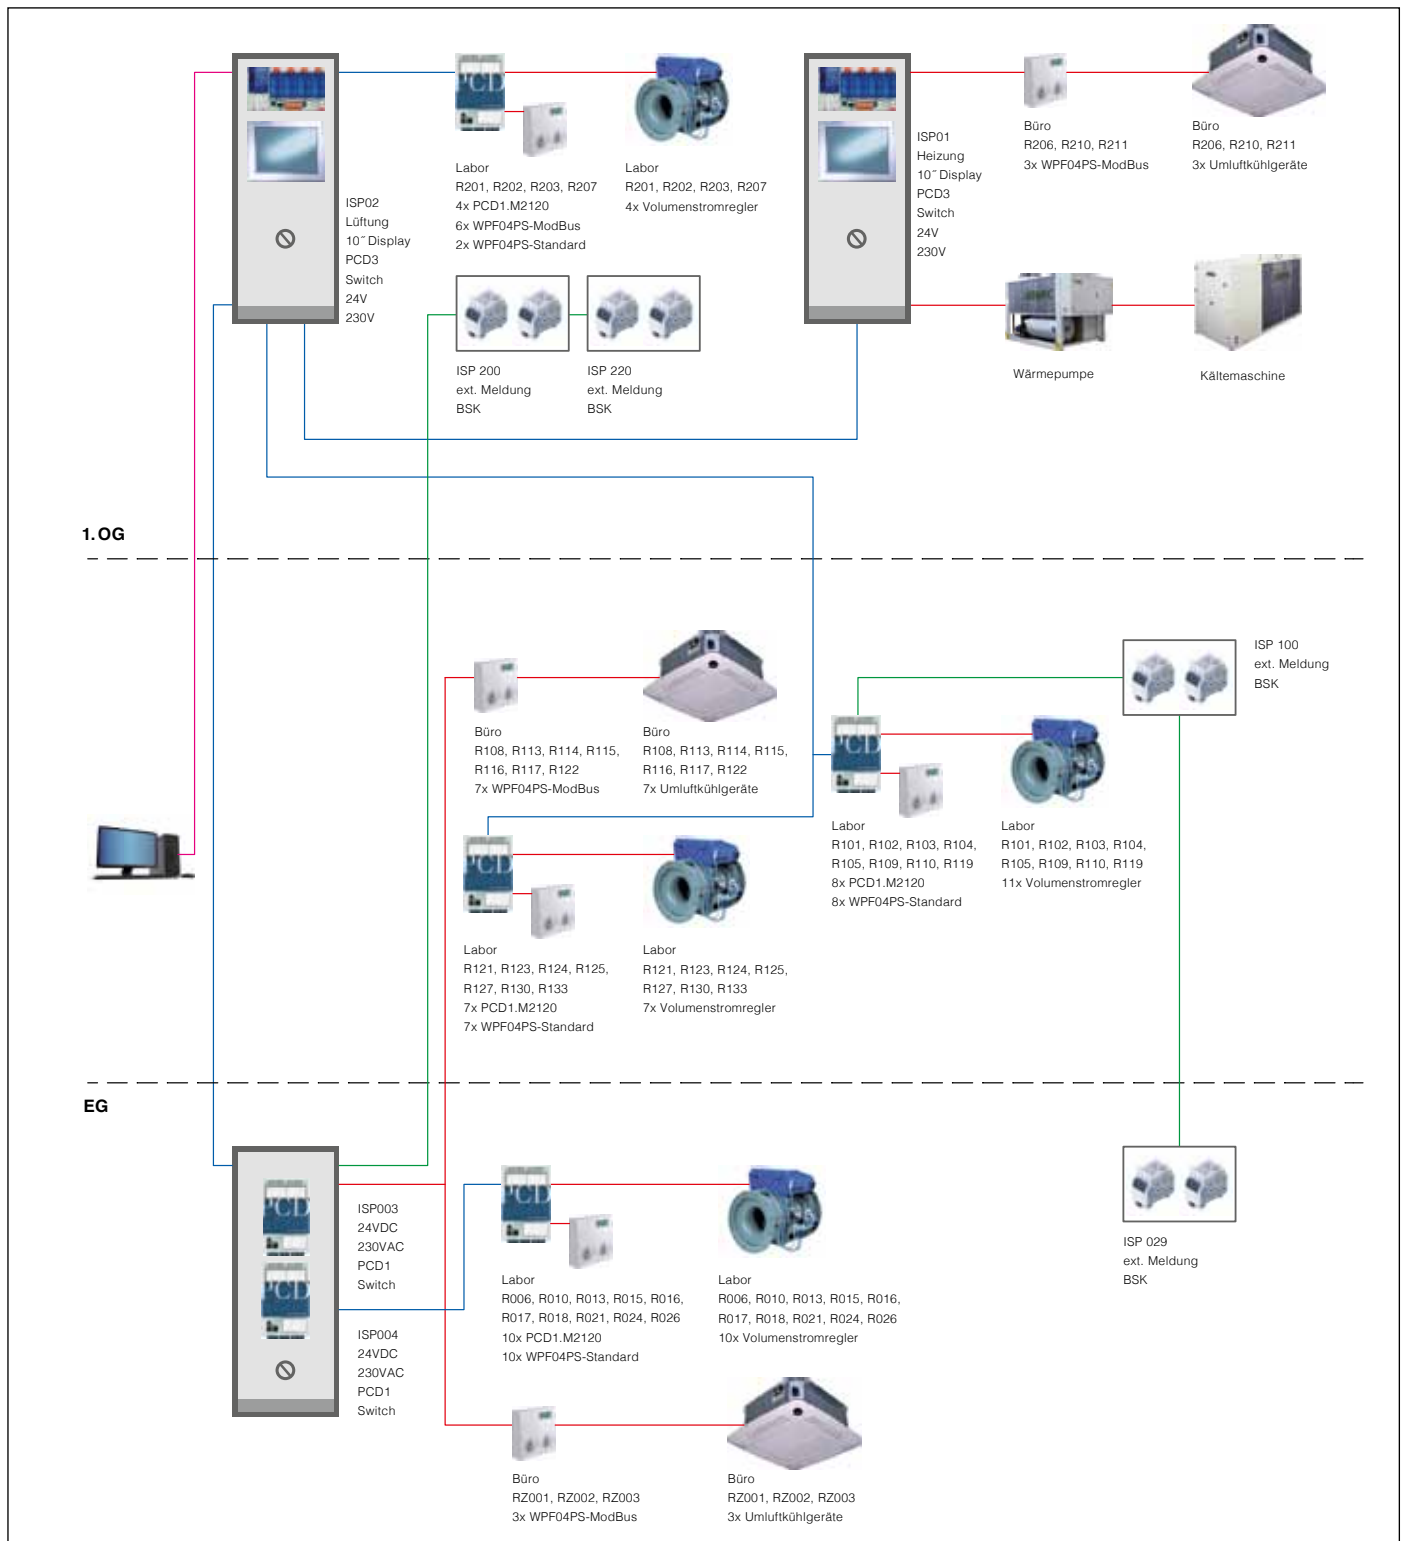 ISP02
Lüftung
10˝ Display
PCD3
Switch
24V
230V
PCD
Labor
R201, R202, R203, R207
4x PCD1.M2120
6x WPF04PS-ModBus
2x WPF04PS-Standard
Labor
R201, R202, R203, R207
4x Volumenstromregler
ISP01
Heizung
10˝ Display
PCD3
Switch
24V
230V
Büro
R206, R210, R211
3x WPF04PS-ModBus
Büro
R206, R210, R211
3x Umluftkühlgeräte
ISP 200
ext. Meldung
BSK
ISP 220
ext. Meldung
BSK
Wärmepumpe
Kältemaschine
1.OG
Büro
R108, R113, R114, R115,
R116, R117, R122
7x WPF04PS-ModBus
Büro
R108, R113, R114, R115,
R116, R117, R122
7x Umluftkühlgeräte
ISP 100
ext. Meldung
BSK
PCD
Labor
R101, R102, R103, R104,
R105, R109, R110, R119
8x PCD1.M2120
8x WPF04PS-Standard
Labor
R101, R102, R103, R104,
R105, R109, R110, R119
11x Volumenstromregler
PCD
Labor
R121, R123, R124, R125,
R127, R130, R133
7x PCD1.M2120
7x WPF04PS-Standard
Labor
R121, R123, R124, R125,
R127, R130, R133
7x Volumenstromregler
EG
PCD
ISP003
24VDC
230VAC
PCD1
Switch
PCD
ISP004
24VDC
230VAC
PCD1
Switch
PCD
Labor
R006, R010, R013, R015, R016,
R017, R018, R021, R024, R026
10x PCD1.M2120
10x WPF04PS-Standard
Labor
R006, R010, R013, R015, R016,
R017, R018, R021, R024, R026
10x Volumenstromregler
ISP 029
ext. Meldung
BSK
Büro
RZ001, RZ002, RZ003
3x WPF04PS-ModBus
Büro
RZ001, RZ002, RZ003
3x Umluftkühlgeräte